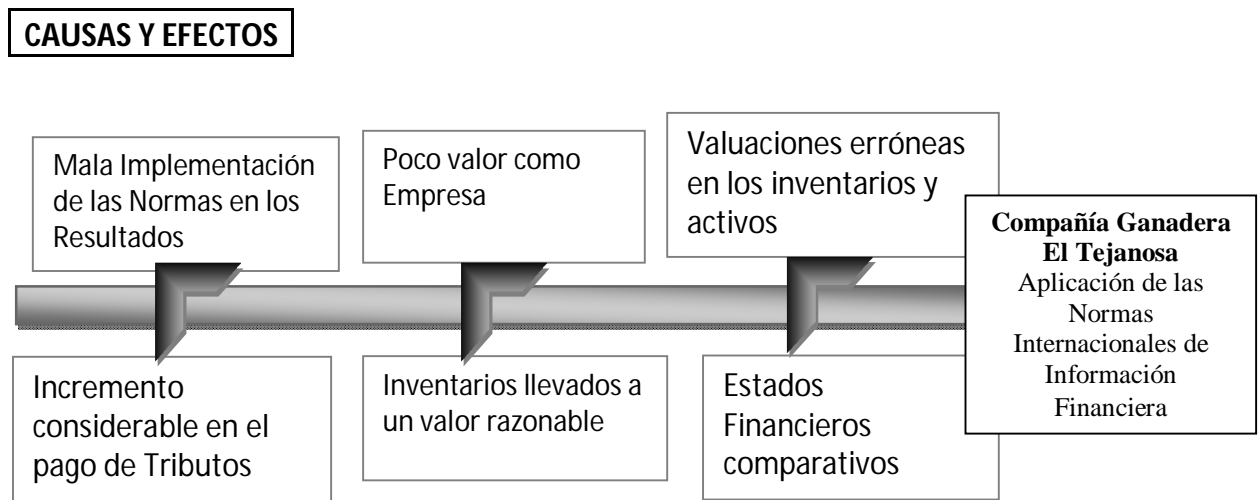 CAUSAS Y EFECTOS
Mala Implementación
de las Normas en los
Resultados
Poco valor como
Empresa
Valuaciones erróneas
en los inventarios y
activos
Compañía Ganadera
El Tejanosa
Aplicación de las
Normas
Internacionales de
Información
Financiera
Incremento
considerable en el
pago de Tributos
Inventarios llevados a
un valor razonable
Estados
Financieros
comparativos